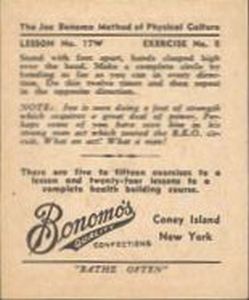 The Joe Bonomo Method of Physical Culture
LESSON No. 17W EXERCISE No. 8
Stand with feet apart, hands clasped high
over the head. Make a complete circle by
bending as far as you can in every direc-
tion. Do this twelve times and then repeat
in the opposite direction.
NOTE: Joe is seen doing a feat of strength
which requires a great deal of power. Per-
haps some of you have seen him in his
strong man act which toured the R.K.O. cir-
cuit. What an act! What a man!
There are five to fifteen exercises to a
lesson and twenty-four lessons to a
complete health building course.
Bonomo's
QUALITY
CONFECTIONS
Coney Island
New York
"BATHE OFTEN"